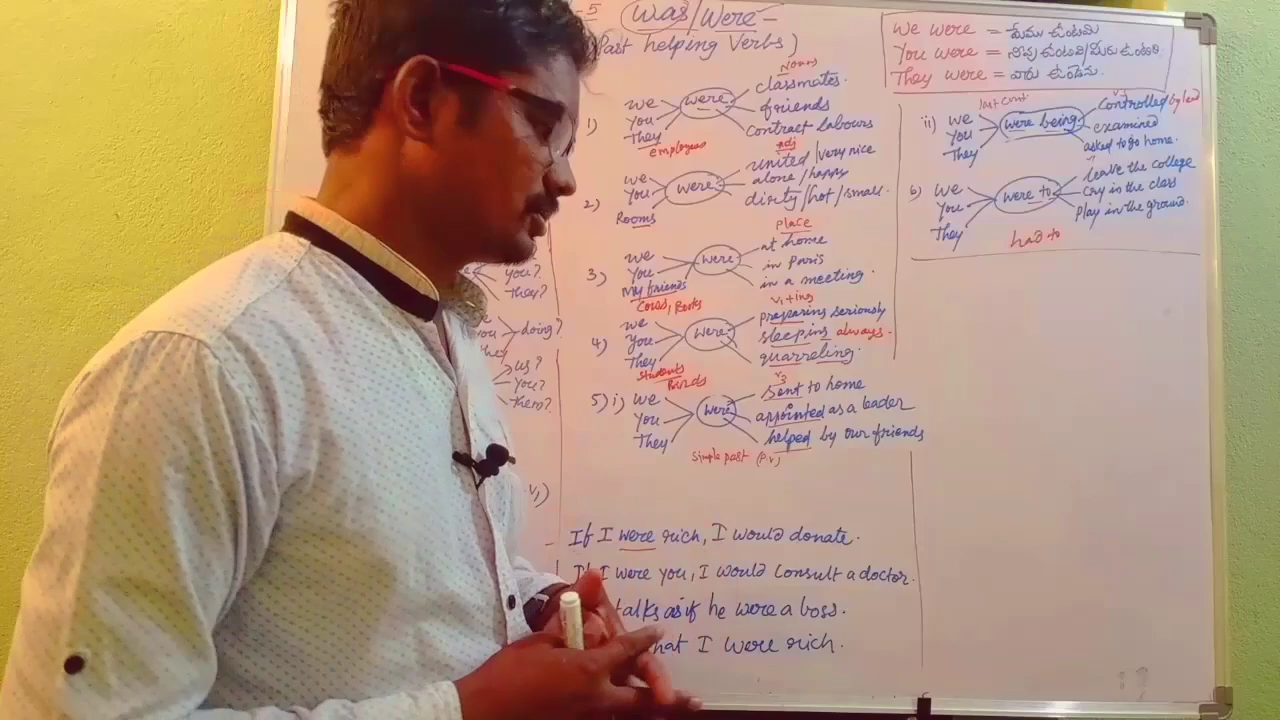 5 Was/Were -
Past helping Verbs)
Nouns
1) We You They were classmates.
friends
contract labours
employees
adj
2) We You Rooms were united/very nice
alone/happy
dirty/hot/small.
place
3) We You My friends were at home
in Paris
in a meeting.
Books
V1+ing
4) We You They were preparing seriously
sleeping always.
quarreling.
Students
Birds
V3
5) i) We You They were sent to home
appointed as a leader
helped by our friends
Simple past (P.V)
If I were rich, I would donate.
If I were you, I would consult a doctor.
talks as if he were a boss.
hat I were rich.
We were = మేము ఉంటిమి
You were = నీవు ఉంటివి/మీరు ఉంటిరి
They were = వారు ఉండెను.
ii) We You They were being controlled by lead
examined
asked to go home.
6) We You They were to leave the college
Cry in the class
Play in the ground.
had to
you?
they?
doing?
us?
you?
them?